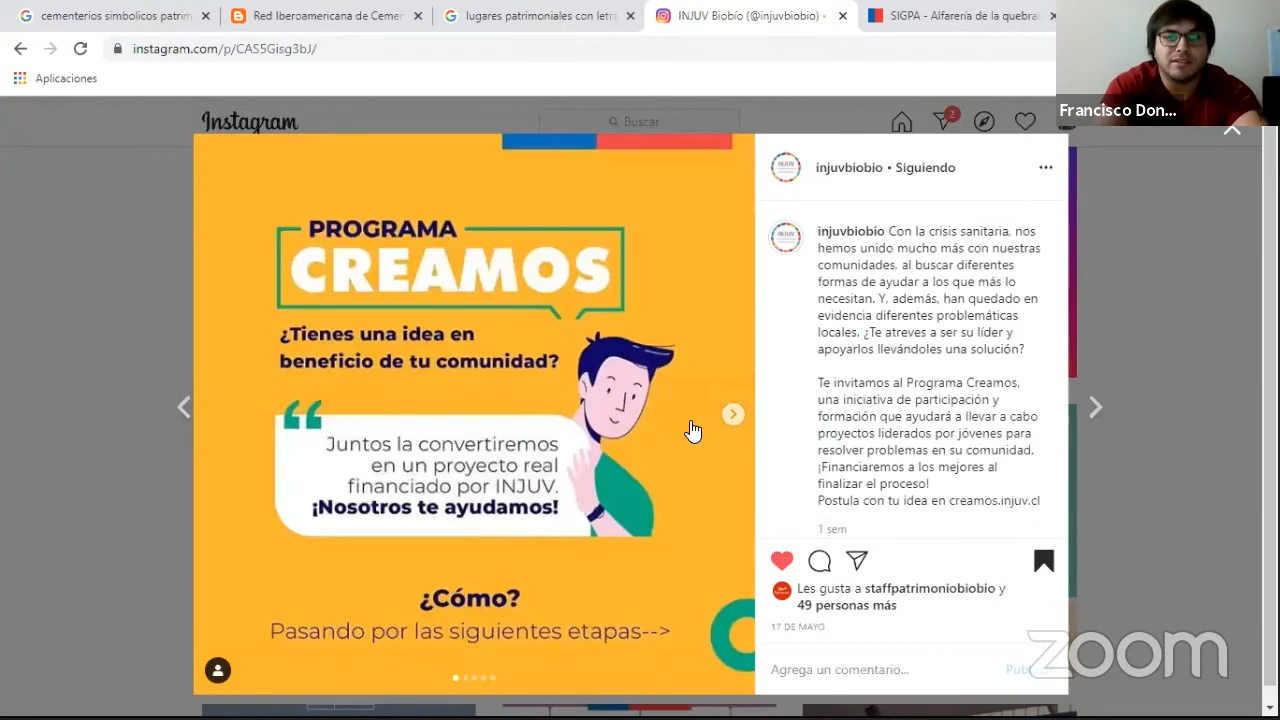 cementerios simbolicos patrim
Red Iberoamericana de Cemer
lugares patrimoniales con letra
INJUV Biobío (@injuvbiobio) •
SIGPA - Alfarería de la quebra
instagram.com/p/CAS5Gisg3bJ/
Aplicaciones
Francisco Don...
Instagram
Buscar
2
PROGRAMA
CREAMOS
¿Tienes una idea en
beneficio de tu comunidad?
Juntos la convertiremos
en un proyecto real
financiado por INJUV.
¡Nosotros te ayudamos!
¿Cómo?
Pasando por las siguientes etapas-->
INJUV
injuvbiobio • Siguiendo
INJUV
injuvbiobio Con la crisis sanitaria, nos
hemos unido mucho más con nuestras
comunidades, al buscar diferentes
formas de ayudar a los que más lo
necesitan. Y, además, han quedado en
evidencia diferentes problemáticas
locales. ¿Te atreves a ser su líder y
apoyarlos llevándoles una solución?
Te invitamos al Programa Creamos,
una iniciativa de participación y
formación que ayudará a llevar a cabo
proyectos liderados por jóvenes para
resolver problemas en su comunidad.
¡Financiaremos a los mejores al
finalizar el proceso!
Postula con tu idea en creamos.injuv.cl
1 sem
Les gusta a staffpatrimoniobiobio y
49 personas más
17 DE MAYO
Agrega un comentario...
zoom